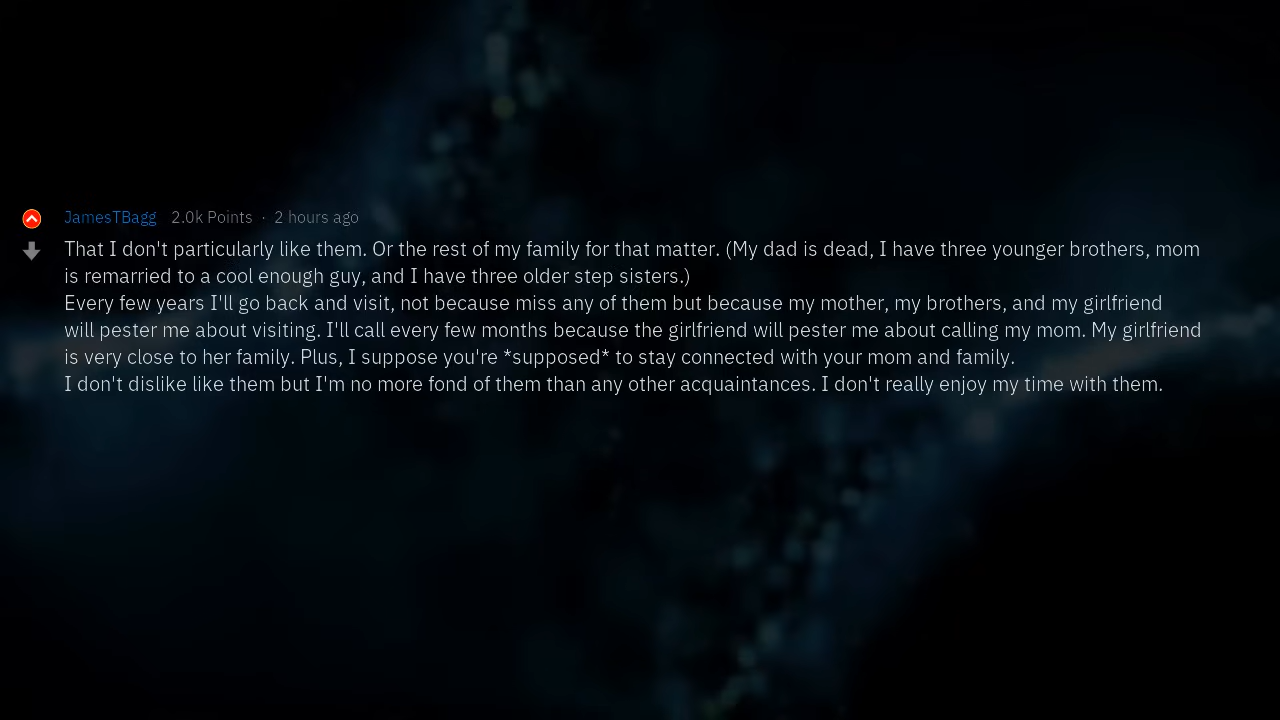 JamesTBagg 2.0k Points · 2 hours ago
That I don't particularly like them. Or the rest of my family for that matter. (My dad is dead, I have three younger brothers, mom
is remarried to a cool enough guy, and I have three older step sisters.)
Every few years I'll go back and visit, not because miss any of them but because my mother, my brothers, and my girlfriend
will pester me about visiting. I'll call every few months because the girlfriend will pester me about calling my mom. My girlfriend
is very close to her family. Plus, I suppose you're *supposed* to stay connected with your mom and family.
I don't dislike like them but I'm no more fond of them than any other acquaintances. I don't really enjoy my time with them.